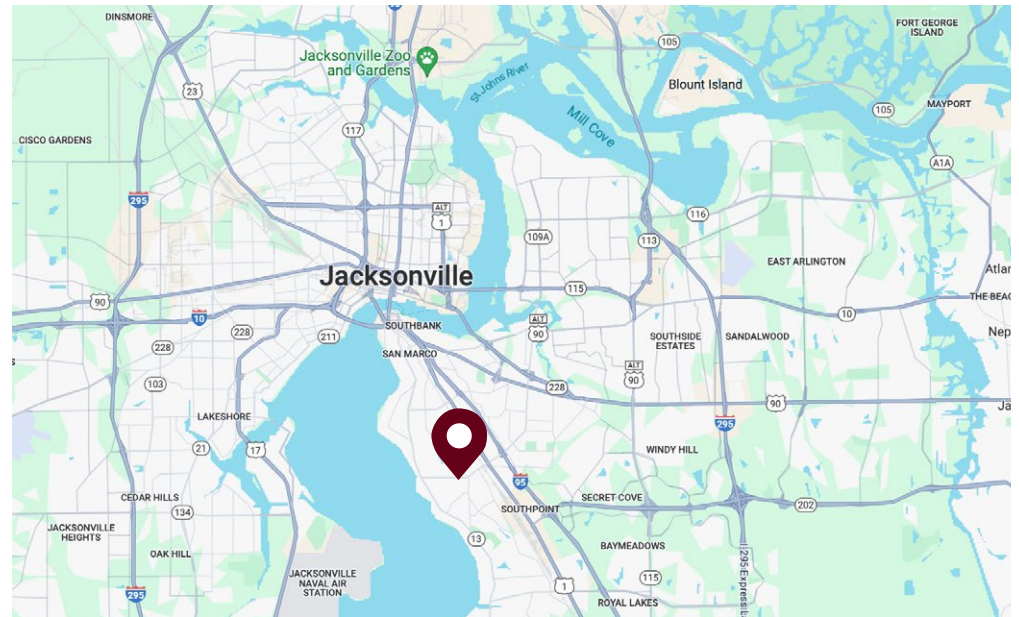 DINSMORE
FORT GEORGE
ISLAND
Jacksonville Zoo
and Gardens
105
St Johns River
Blount Island
23
MAYPORT
105
Mill Cove
117
CISCO GARDENS
A1A
295
ALT
1
116
109A
113
EAST ARLINGTON
Jacksonville
115
90
THE BEAC
10
10
SOUTHBANK
ALT
90
228
211
SOUTHSIDE
ESTATES
SANDALWOOD
228
SAN MARCO
ALT
90
103
228
90
LAKESHORE
295
21
17
WINDY HILL
95
CEDAR HILLS
SECRET COVE
202
134
SOUTHPOINT
JACKSONVILLE
HEIGHTS
13
BAYMEADOWS
OAK HILL
JACKSONVILLE
NAVAL AIR
STATION
115
1
295
ROYAL LAKES